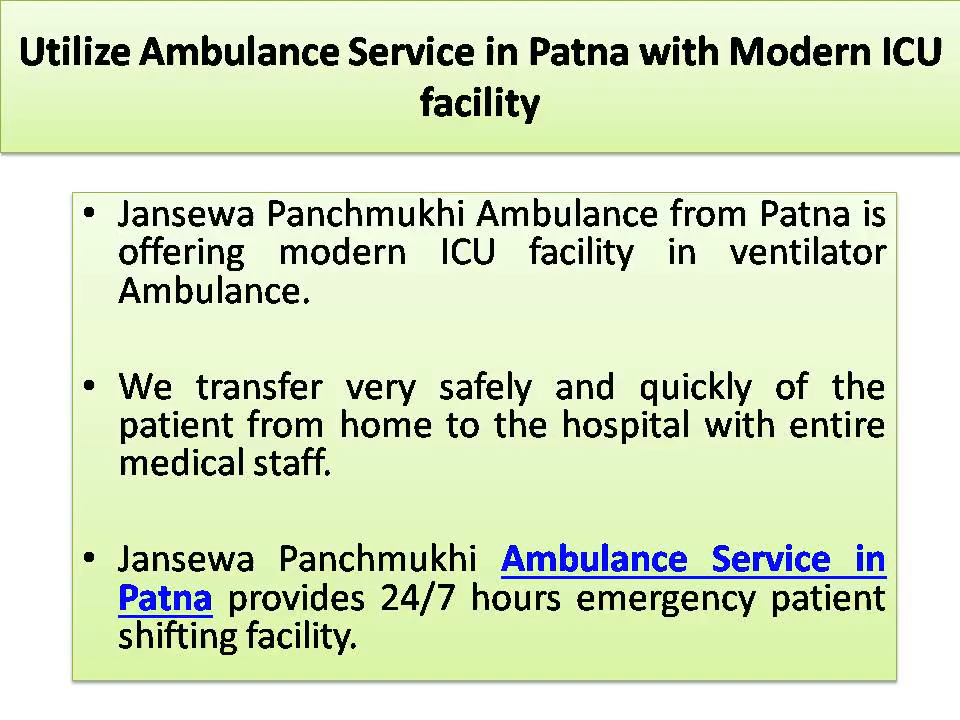 Utilize Ambulance Service in Patna with Modern ICU
facility
• Jansewa Panchmukhi Ambulance from Patna is
offering modern ICU facility in ventilator
Ambulance.
• We transfer very safely and quickly of the
patient from home to the hospital with entire
medical staff.
• Jansewa Panchmukhi Ambulance Service in
Patna provides 24/7 hours emergency patient
shifting facility.